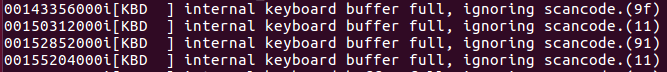 00143356000i[KBD  ] internal keyboard buffer full, ignoring scancode.(9f)
00150312000i[KBD  ] internal keyboard buffer full, ignoring scancode.(11)
00152852000i[KBD  ] internal keyboard buffer full, ignoring scancode.(91)
00155204000i[KBD  ] internal keyboard buffer full, ignoring scancode.(1f)